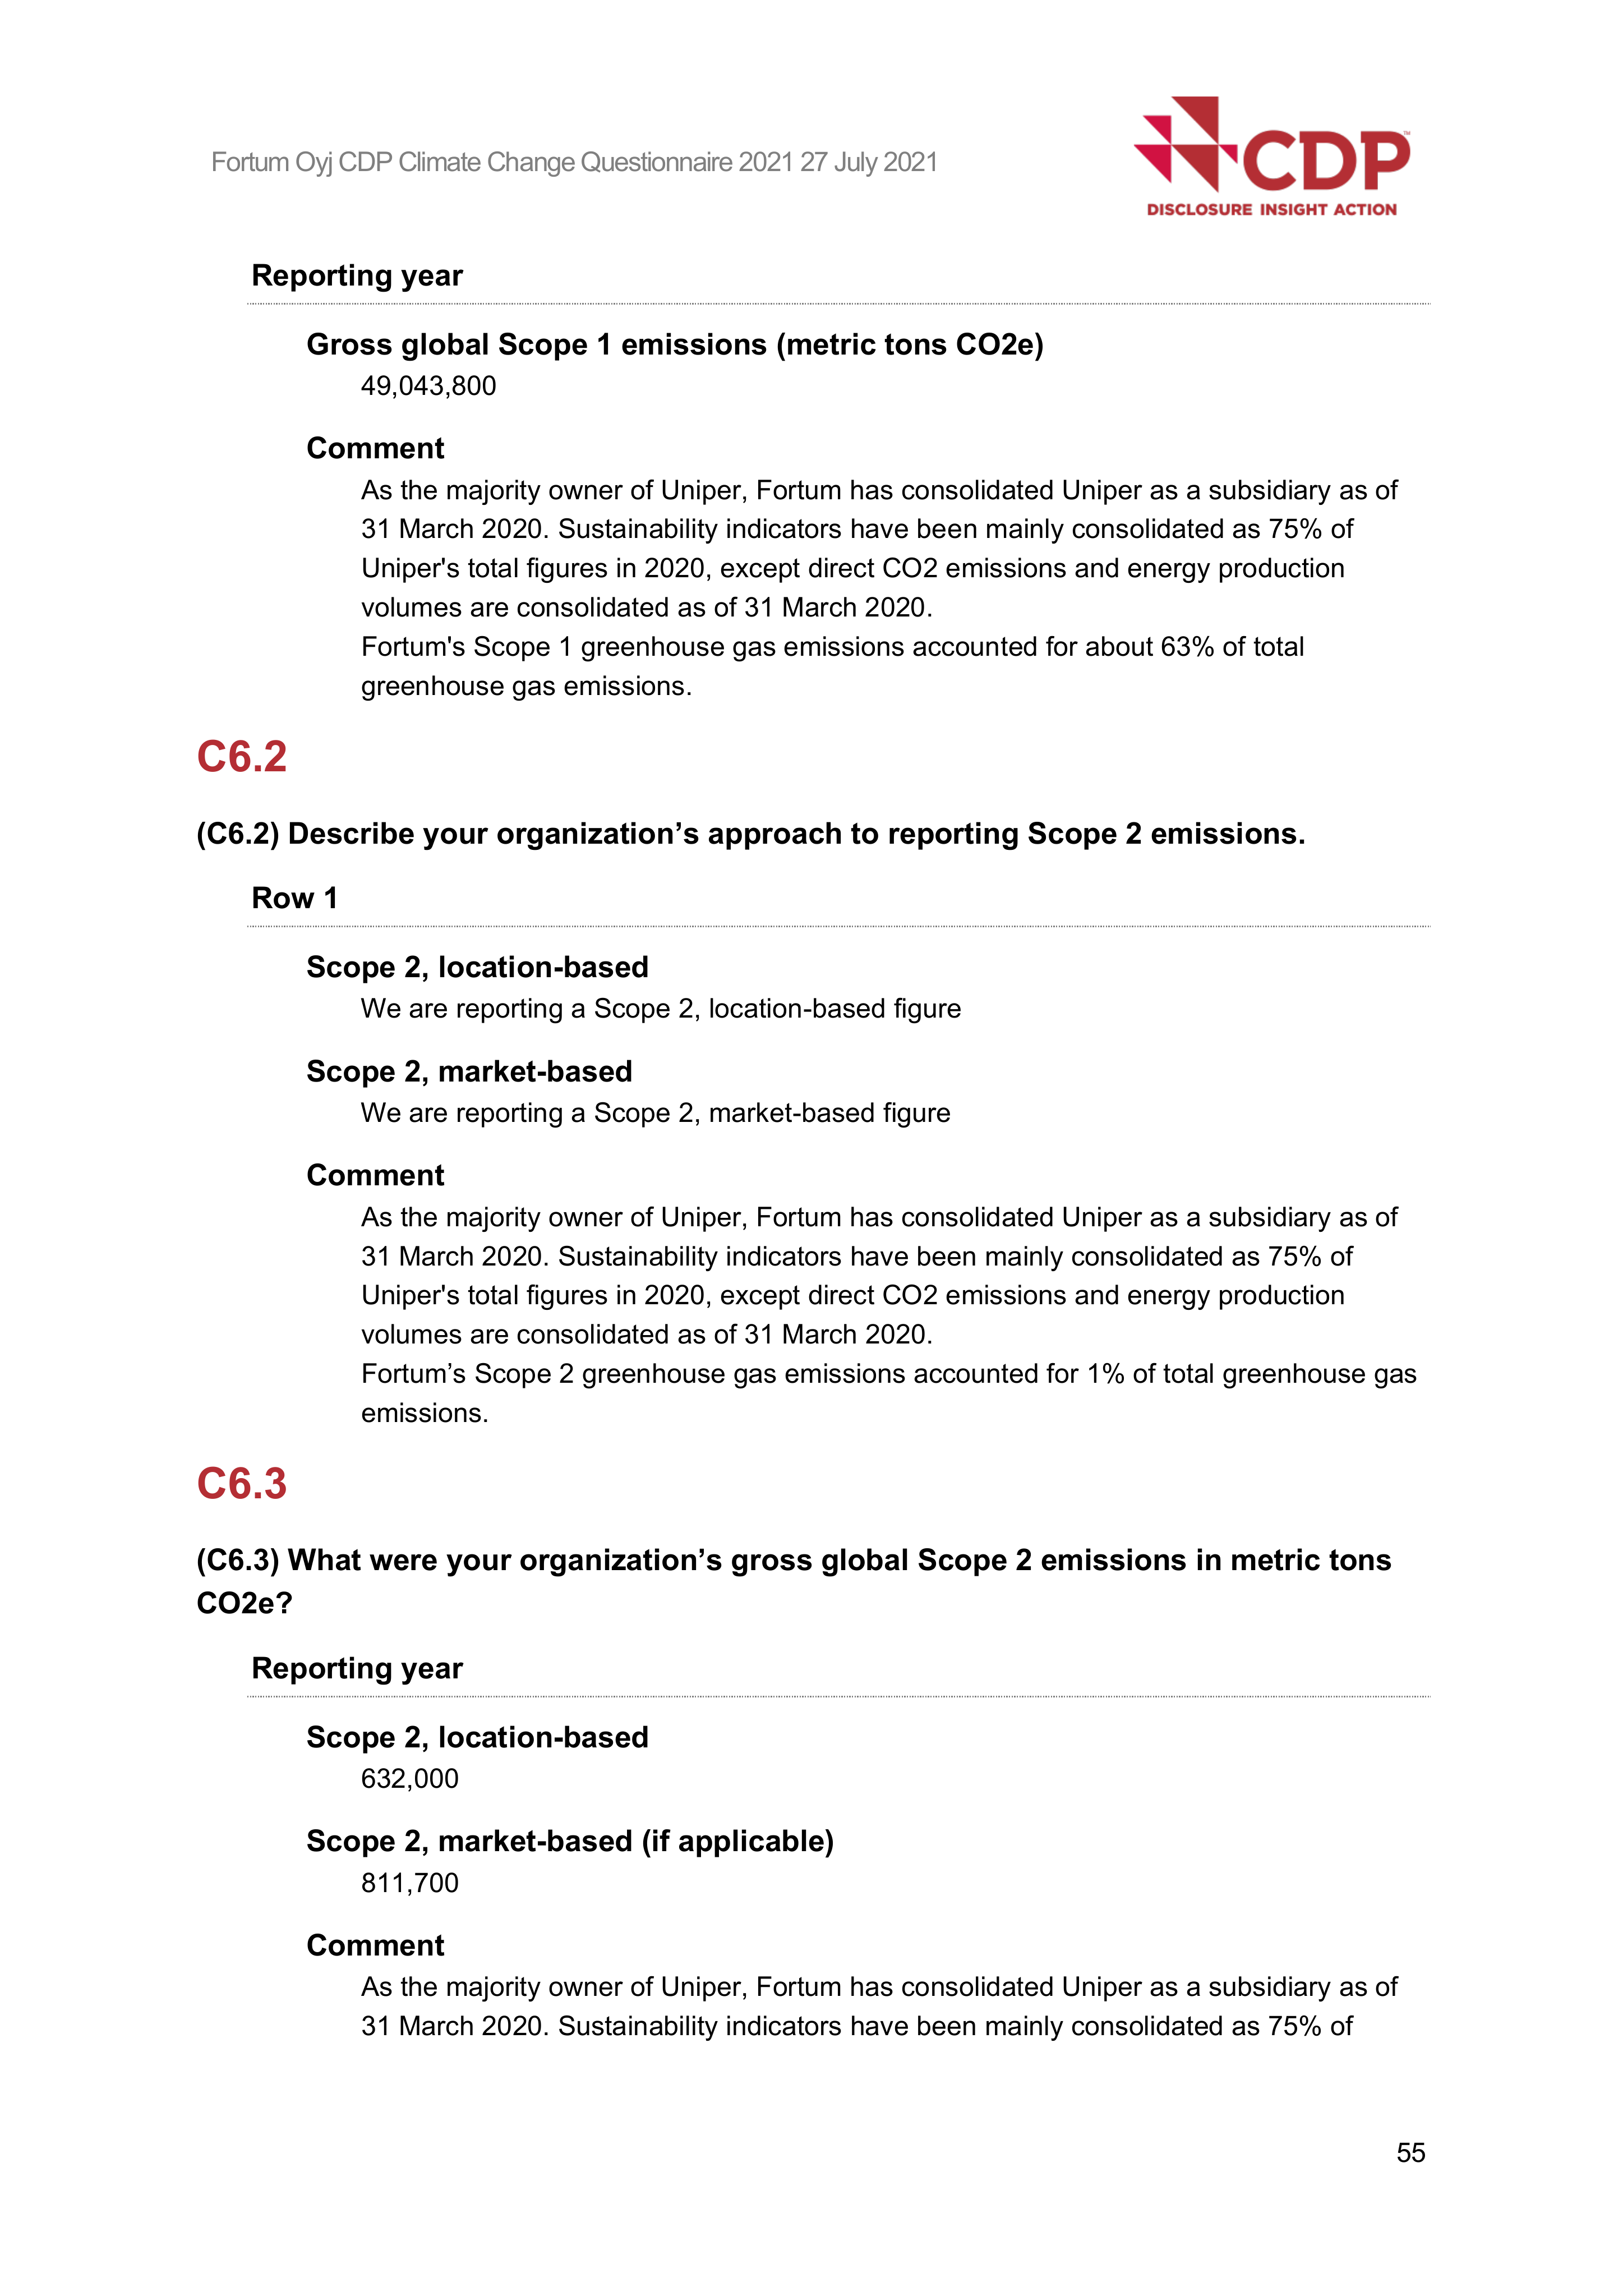 Fortum Oyj CDP Climate Change Questionnaire 2021 27 July 2021
CDP™
DISCLOSURE INSIGHT ACTION
Reporting year
Gross global Scope 1 emissions (metric tons CO2e)
49,043,800
Comment
As the majority owner of Uniper, Fortum has consolidated Uniper as a subsidiary as of
31 March 2020. Sustainability indicators have been mainly consolidated as 75% of
Uniper's total figures in 2020, except direct CO2 emissions and energy production
volumes are consolidated as of 31 March 2020.
Fortum's Scope 1 greenhouse gas emissions accounted for about 63% of total
greenhouse gas emissions.
C6.2
(C6.2) Describe your organization’s approach to reporting Scope 2 emissions.
Row 1
Scope 2, location-based
We are reporting a Scope 2, location-based figure
Scope 2, market-based
We are reporting a Scope 2, market-based figure
Comment
As the majority owner of Uniper, Fortum has consolidated Uniper as a subsidiary as of
31 March 2020. Sustainability indicators have been mainly consolidated as 75% of
Uniper's total figures in 2020, except direct CO2 emissions and energy production
volumes are consolidated as of 31 March 2020.
Fortum’s Scope 2 greenhouse gas emissions accounted for 1% of total greenhouse gas
emissions.
C6.3
(C6.3) What were your organization’s gross global Scope 2 emissions in metric tons
CO2e?
Reporting year
Scope 2, location-based
632,000
Scope 2, market-based (if applicable)
811,700
Comment
As the majority owner of Uniper, Fortum has consolidated Uniper as a subsidiary as of
31 March 2020. Sustainability indicators have been mainly consolidated as 75% of
55